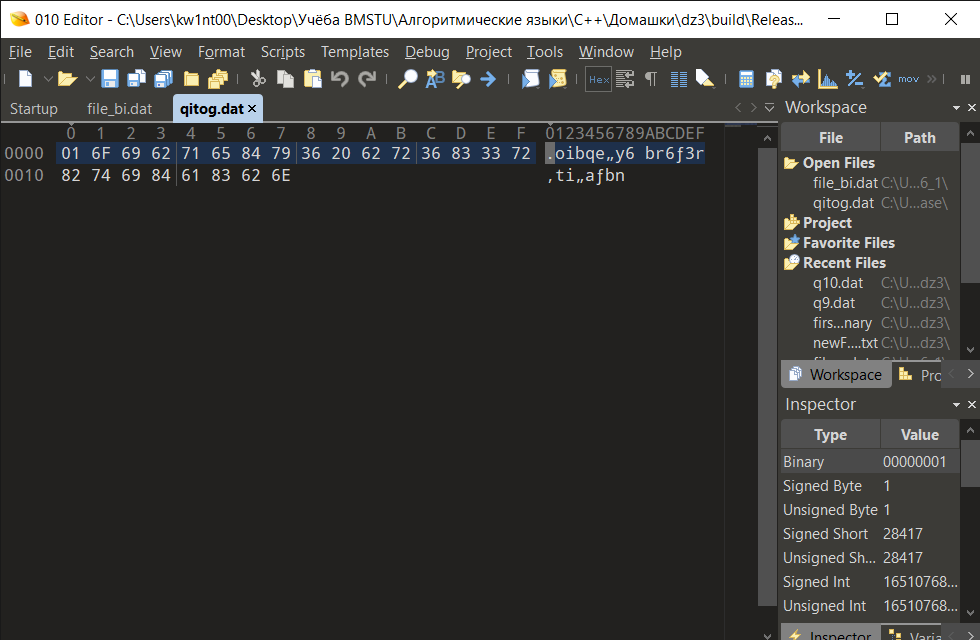 010 Editor - C:\Users\kw1nt00\Desktop\Учёба BMSTU\Алгоритмические языки\C++\Домашки\dz3\build\Releas...
File Edit Search View Format Scripts Templates Debug Project Tools Window Help
Hex mov »
Startup file_bi.dat qitog.dat ×
0 1 2 3 4 5 6 7 8 9 A B C D E F 0123456789ABCDEF
0000 01 6F 69 62 71 65 84 79 36 20 62 72 36 83 33 72 .oibqe„y6 br6ƒ3r
0010 82 74 69 84 61 83 62 6E ‚ti„aƒbn
Workspace
File Path
Open Files
file_bi.dat C:\U...6_1\
qitog.dat C:\U...ase\
Project
Favorite Files
Recent Files
q10.dat C:\U...dz3\
q9.dat C:\U...dz3\
firs...nary C:\U...dz3\
newF....txt C:\U...dz3\
Workspace Pro
Inspector
Type Value
Binary 00000001
Signed Byte 1
Unsigned Byte 1
Signed Short 28417
Unsigned Sh... 28417
Signed Int 16510768...
Unsigned Int 16510768...
Inspector Varia